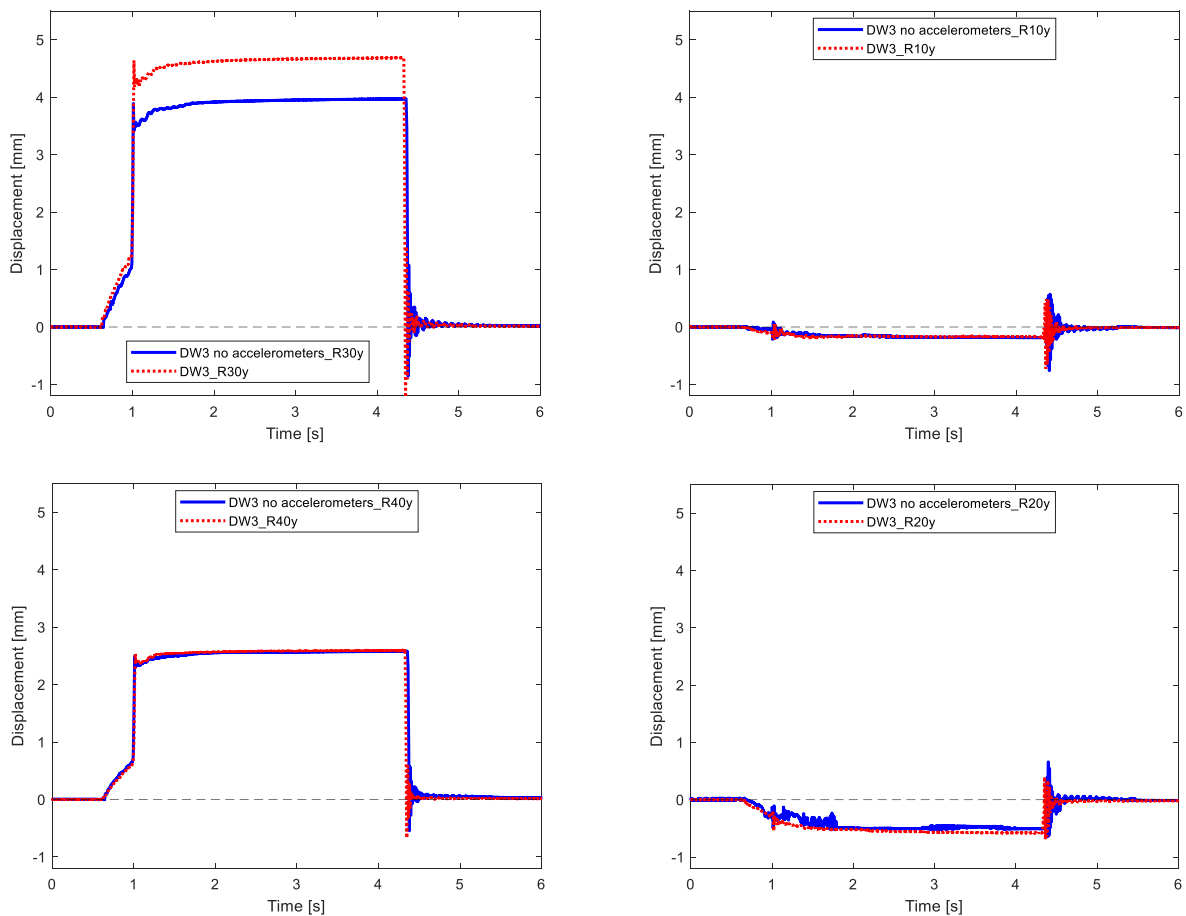 5
4
3
2
1
0
-1
Displacement [mm]
DW3 no accelerometers_R30y
DW3_R30y
0 1 2 3 4 5 6
Time [s]
5
4
3
2
1
0
-1
Displacement [mm]
DW3 no accelerometers_R10y
DW3_R10y
0 1 2 3 4 5 6
Time [s]
5
4
3
2
1
0
-1
Displacement [mm]
DW3 no accelerometers_R40y
DW3_R40y
0 1 2 3 4 5 6
Time [s]
5
4
3
2
1
0
-1
Displacement [mm]
DW3 no accelerometers_R20y
DW3_R20y
0 1 2 3 4 5 6
Time [s]